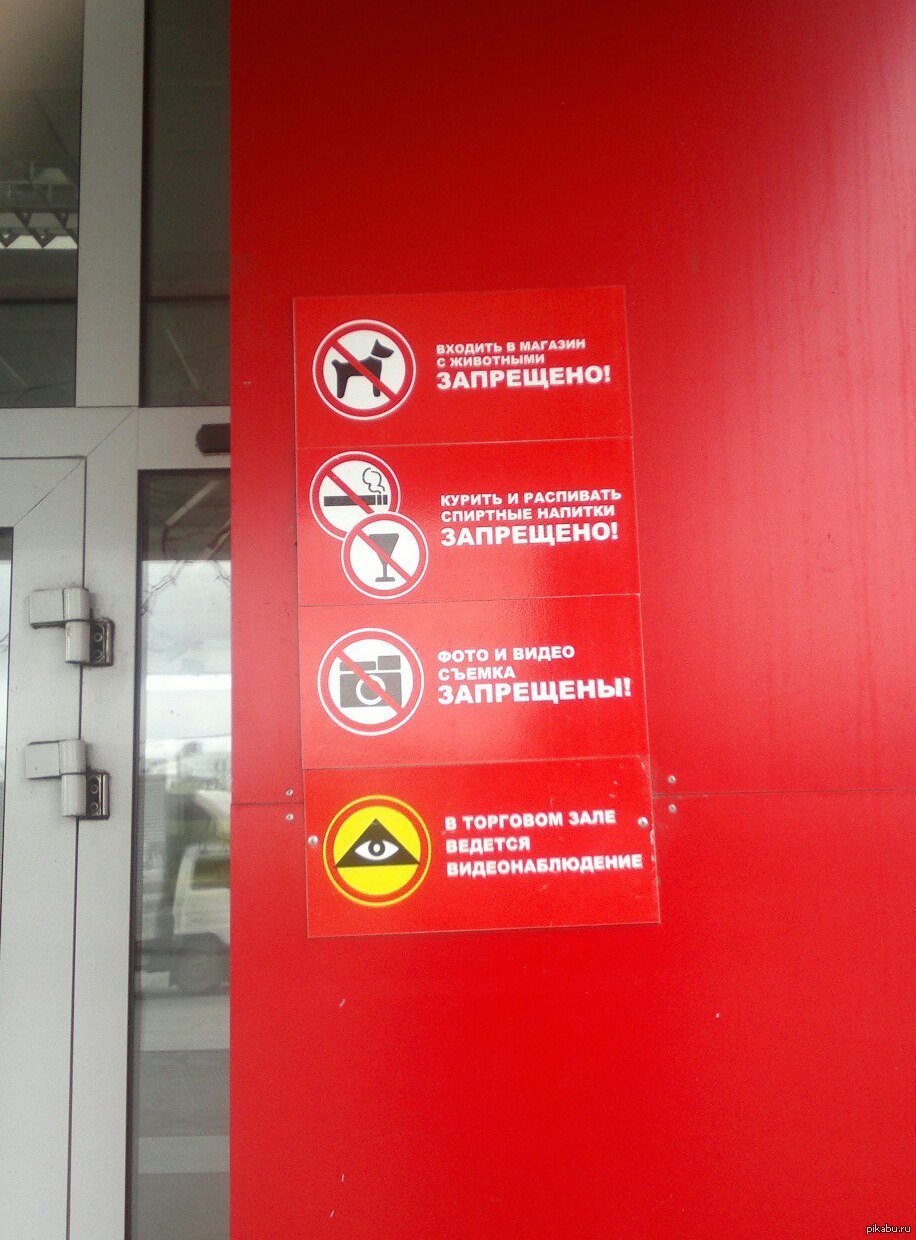 ВХОДИТЬ В МАГАЗИН
С ЖИВОТНЫМИ
ЗАПРЕЩЕНО!
КУРИТЬ И РАСПИВАТЬ
СПИРТНЫЕ НАПИТКИ
ЗАПРЕЩЕНО!
ФОТО И ВИДЕО
СЪЕМКА
ЗАПРЕЩЕНЫ!
В ТОРГОВОМ ЗАЛЕ
ВЕДЕТСЯ
ВИДЕОНАБЛЮДЕНИЕ
pikabu.ru